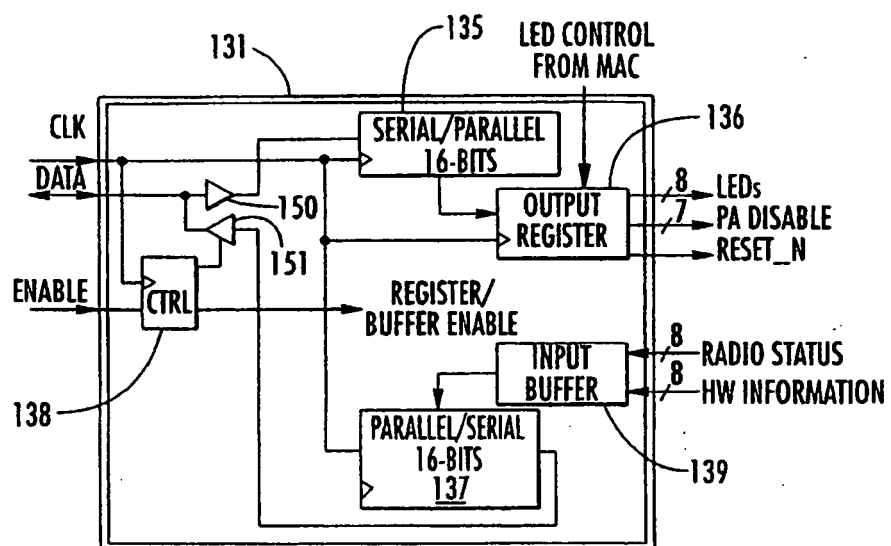 131
135
LED CONTROL
FROM MAC
136
CLK
DATA
SERIAL/PARALLEL
16-BITS
150
151
OUTPUT
REGISTER
8
LEDs
7
PA DISABLE
RESET_N
ENABLE
CTRL
REGISTER/
BUFFER ENABLE
138
INPUT
BUFFER
8
RADIO STATUS
8
HW INFORMATION
139
PARALLEL/SERIAL
16-BITS
137